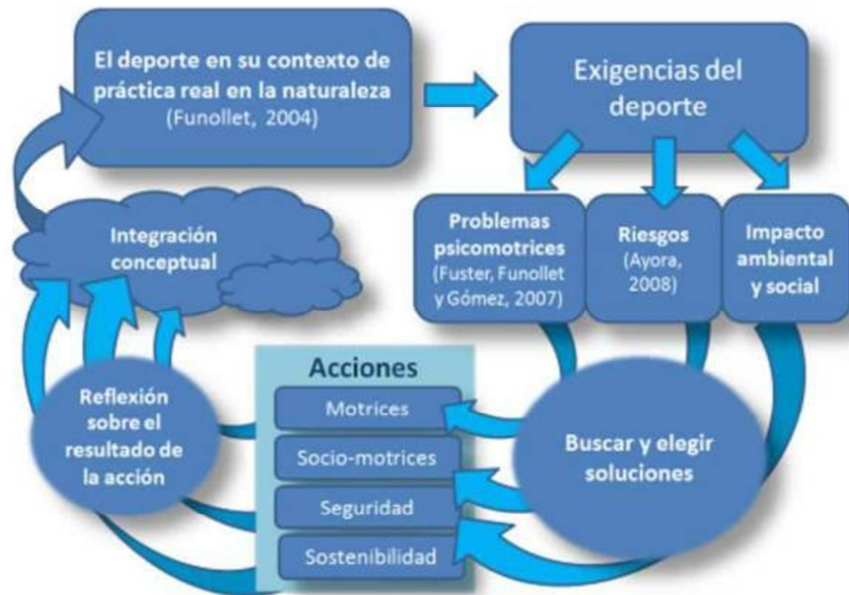 El deporte en su contexto de
práctica real en la naturaleza
(Funollet, 2004)
Exigencias del
deporte
Problemas
psicomotrices
(Fuster, Funollet
y Gómez, 2007)
Riesgos
(Ayora,
2008)
Impacto
ambiental
y social
Integración
conceptual
Acciones
Motrices
Socio-motrices
Seguridad
Sostenibilidad
Buscar y elegir
soluciones
Reflexión
sobre el
resultado de
la acción